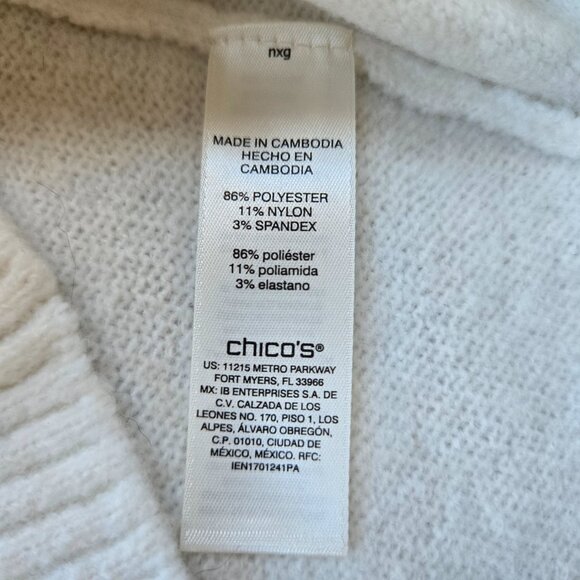 nxg
MADE IN CAMBODIA
HECHO EN
CAMBODIA
86% POLYESTER
11% NYLON
3% SPANDEX
86% poliéster
11% poliamida
3% elastano
chico's®
US: 11215 METRO PARKWAY
FORT MYERS, FL 33966
MX: IB ENTERPRISES S.A. DE
C.V. CALZADA DE LOS
LEONES NO. 170, PISO 1, LOS
ALPES, ÁLVARO OBREGÓN,
C.P. 01010, CIUDAD DE
MÉXICO, MÉXICO. RFC:
IEN1701241PA